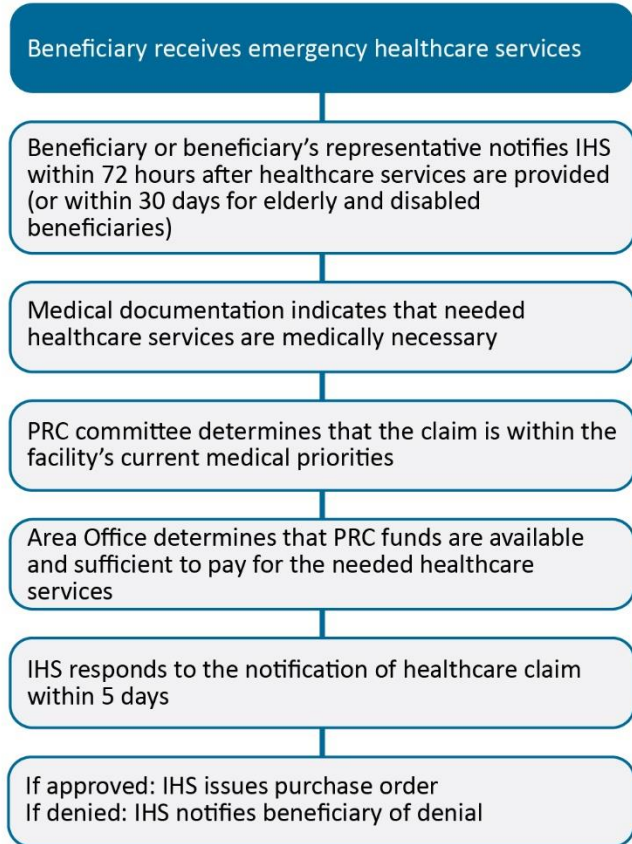 Beneficiary receives emergency healthcare services
Beneficiary or beneficiary's representative notifies IHS
within 72 hours after healthcare services are provided
(or within 30 days for elderly and disabled
beneficiaries)
Medical documentation indicates that needed
healthcare services are medically necessary
PRC committee determines that the claim is within the
facility's current medical priorities
Area Office determines that PRC funds are available
and sufficient to pay for the needed healthcare
services
IHS responds to the notification of healthcare claim
within 5 days
If approved: IHS issues purchase order
If denied: IHS notifies beneficiary of denial